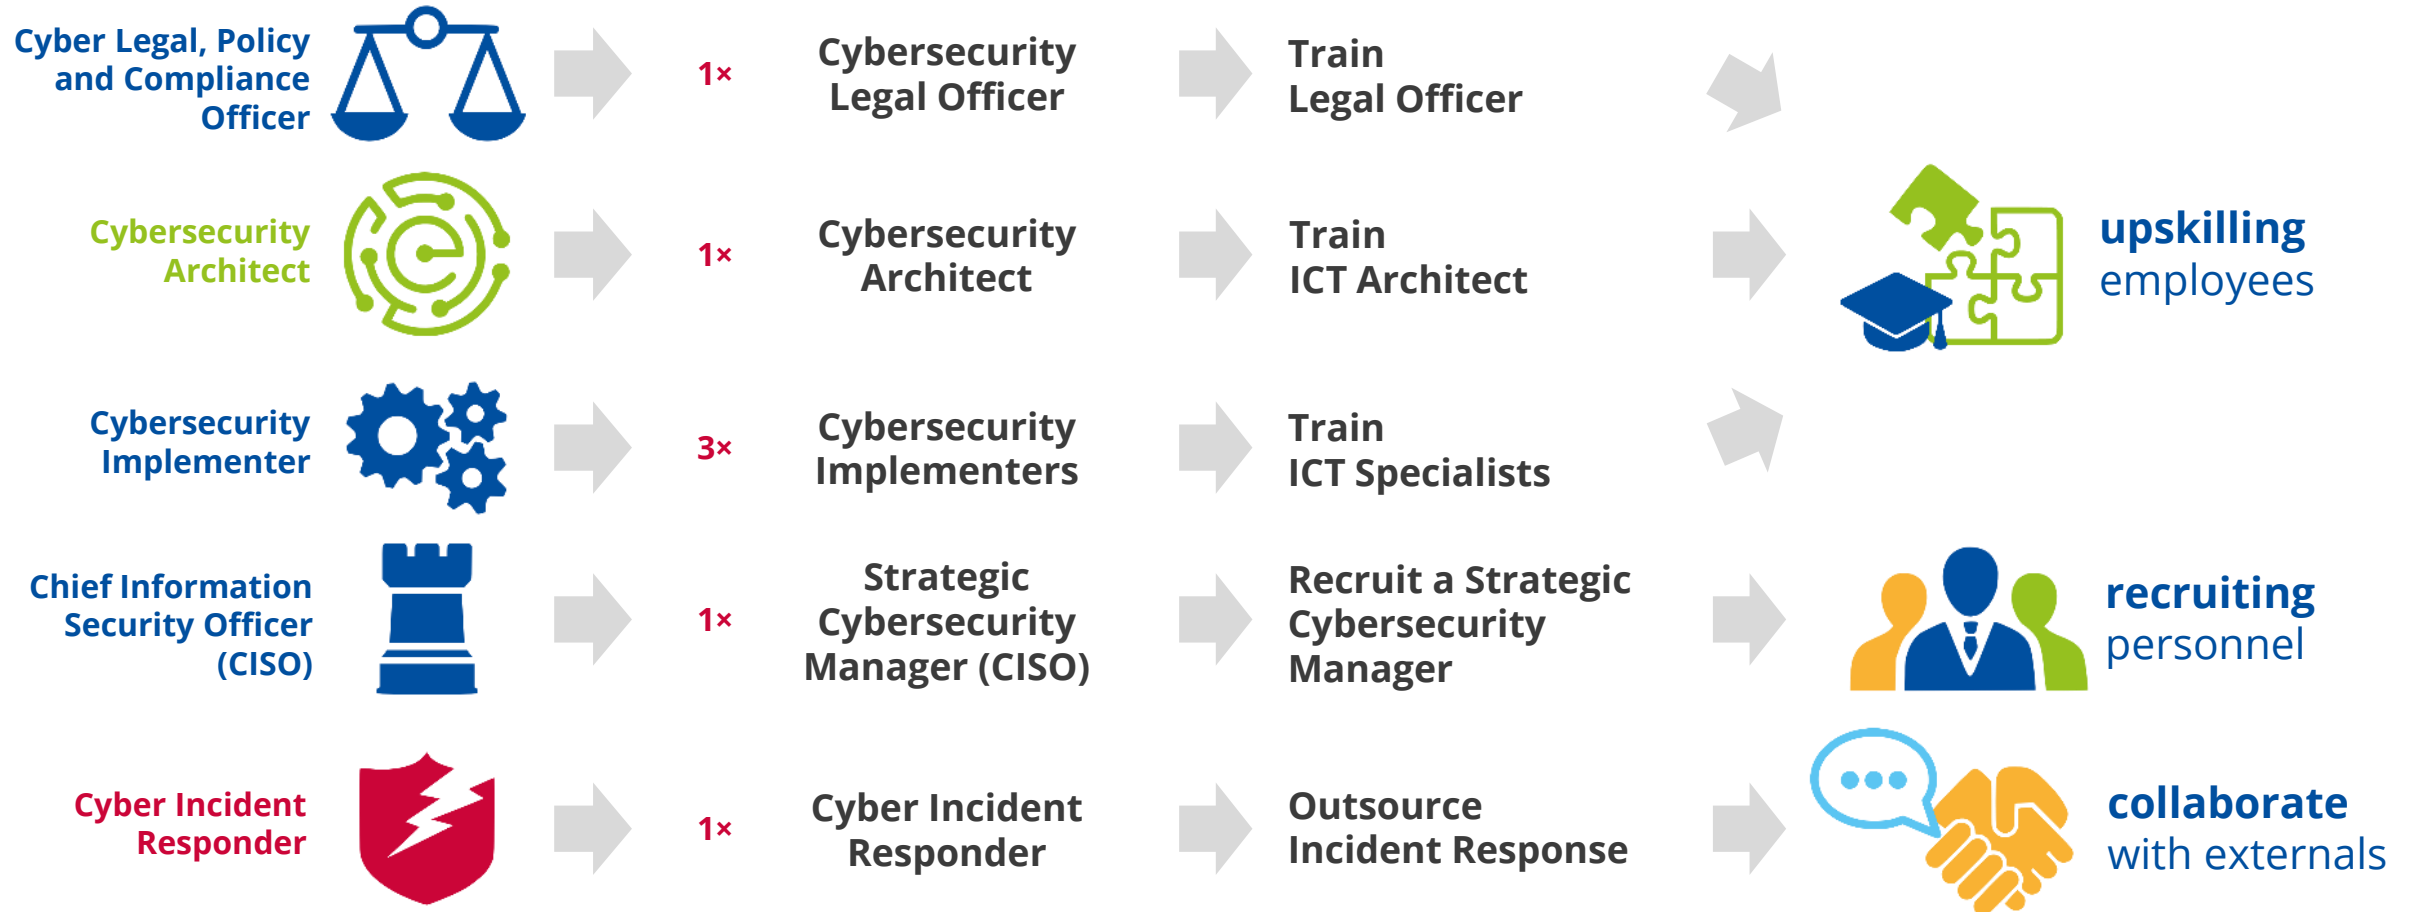 Cyber Legal, Policy
and Compliance
Officer
1×
Cybersecurity
Legal Officer
Train
Legal Officer
Cybersecurity
Architect
1×
Cybersecurity
Architect
Train
ICT Architect
upskilling
employees
Cybersecurity
Implementer
3×
Cybersecurity
Implementers
Train
ICT Specialists
Chief Information
Security Officer
(CISO)
1×
Strategic
Cybersecurity
Manager (CISO)
Recruit a Strategic
Cybersecurity
Manager
recruiting
personnel
Cyber Incident
Responder
1×
Cyber Incident
Responder
Outsource
Incident Response
collaborate
with externals